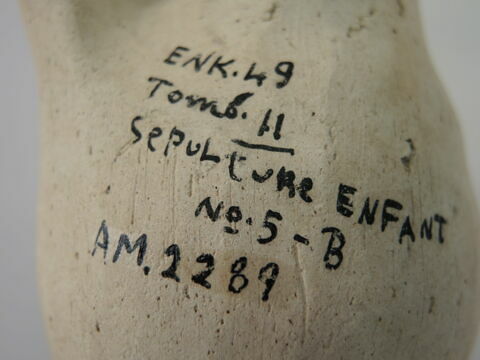 ENK.49
Tomb. 11
SEPULTURE ENFANT
No.5-B
AM.2289